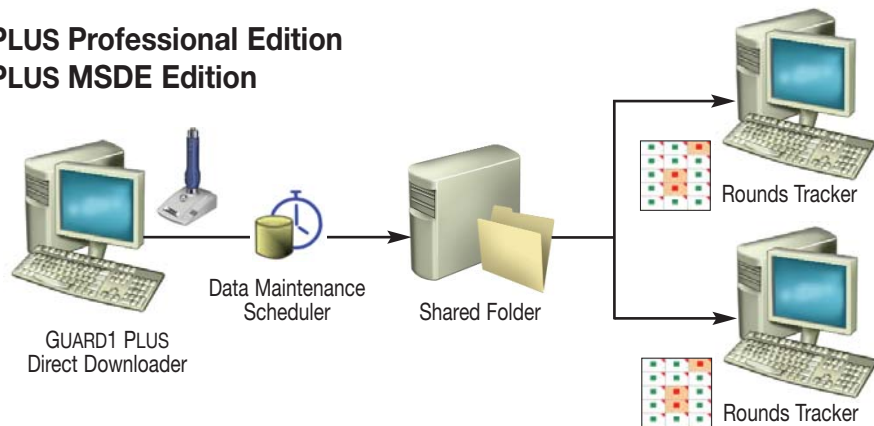 PLUS Professional Edition
PLUS MSDE Edition
GUARD1 PLUS
Direct Downloader
Data Maintenance
Scheduler
Shared Folder
Rounds Tracker
Rounds Tracker